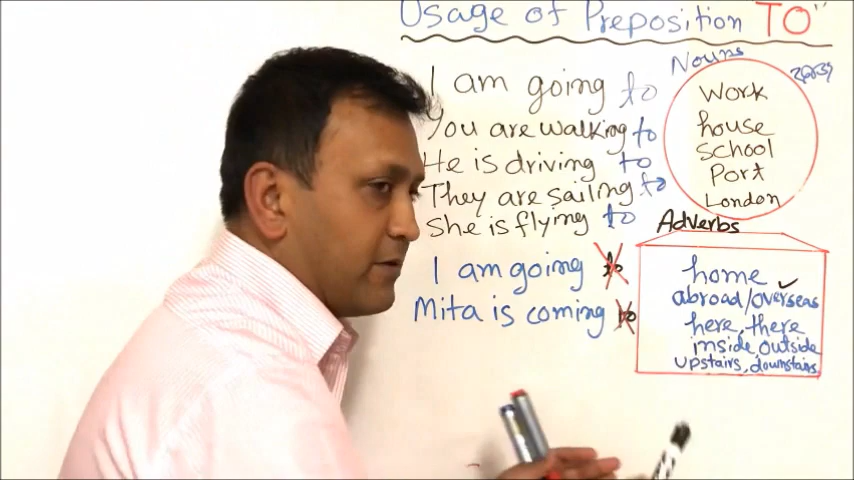 Usage of Preposition "TO"
Nouns
I am going to work
You are walking to house
He is driving to school
They are sailing to Port
She is flying to London
Adverbs
I am going to home
Mita is coming to abroad/overseas
here, there
inside, outside
upstairs, downstairs